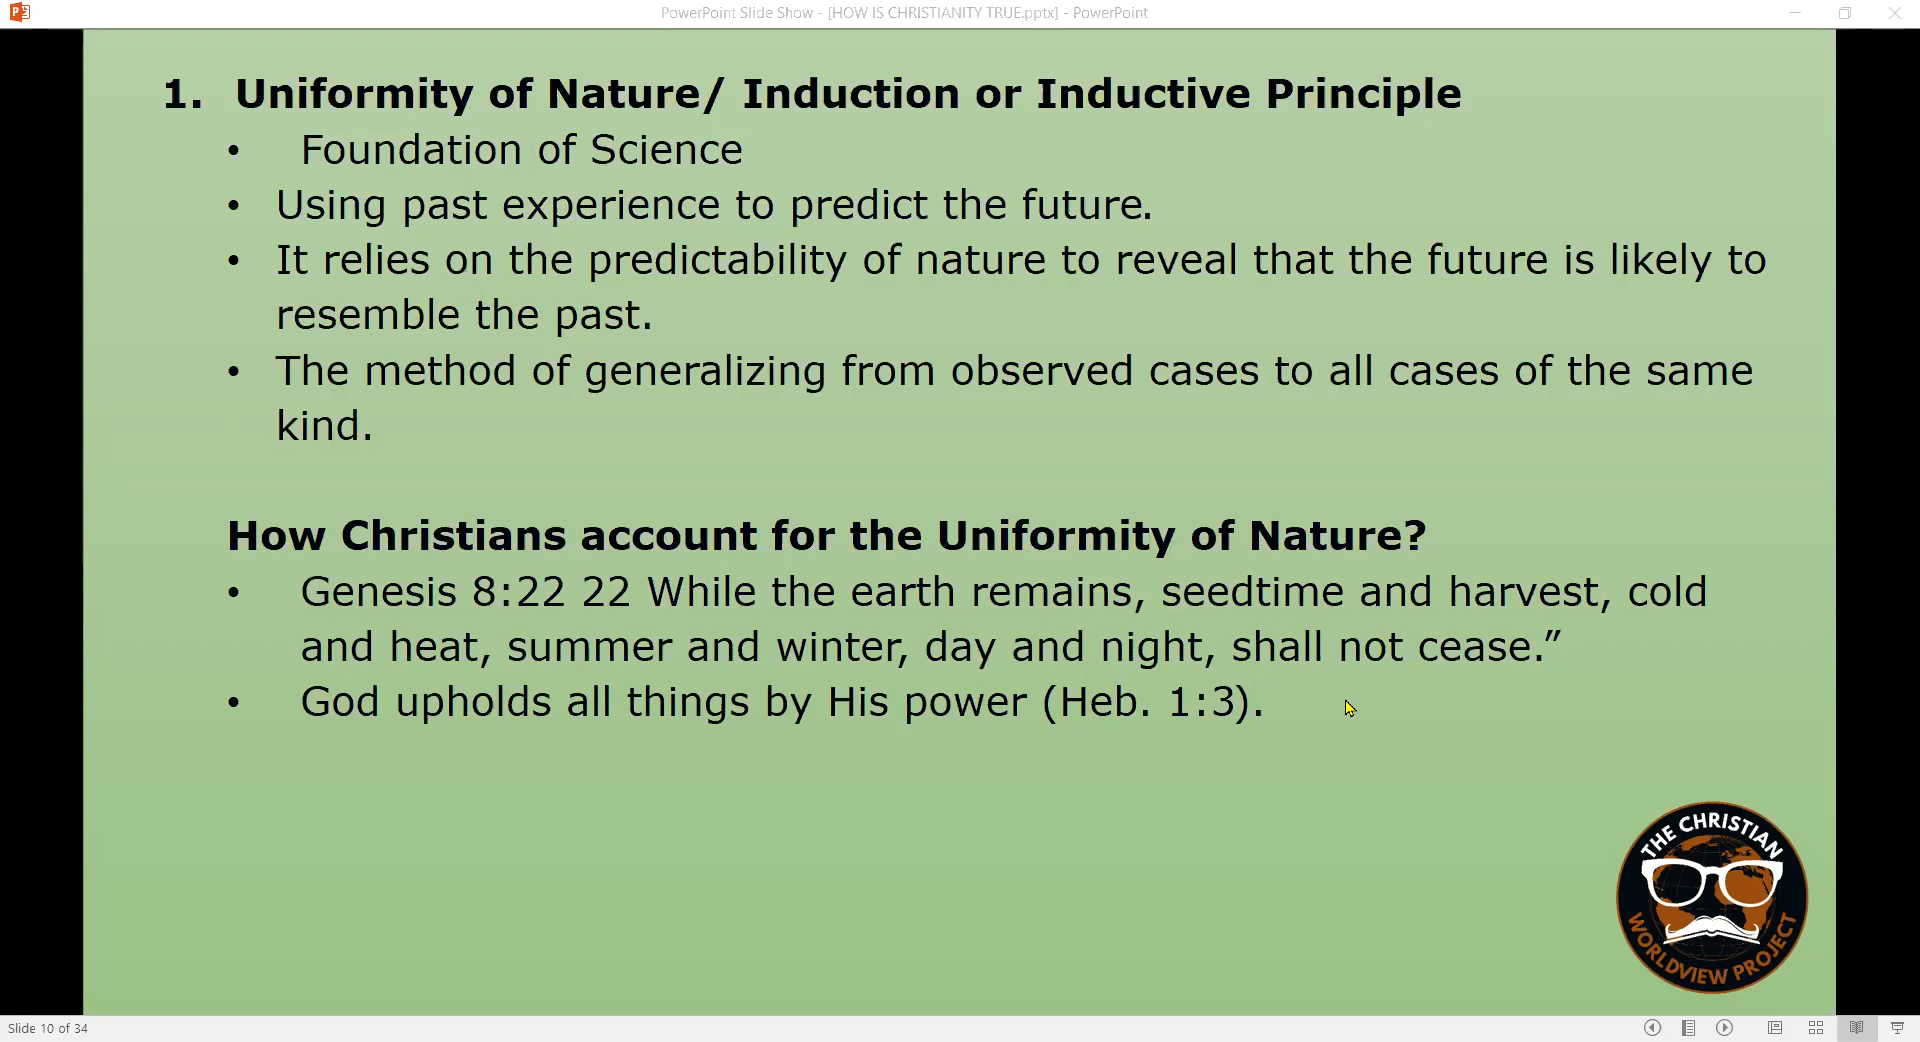 PowerPoint Slide Show - [HOW IS CHRISTIANITY TRUE.pptx] - PowerPoint
1. Uniformity of Nature/ Induction or Inductive Principle
• Foundation of Science
• Using past experience to predict the future.
• It relies on the predictability of nature to reveal that the future is likely to
resemble the past.
• The method of generalizing from observed cases to all cases of the same
kind.
How Christians account for the Uniformity of Nature?
• Genesis 8:22 22 While the earth remains, seedtime and harvest, cold
and heat, summer and winter, day and night, shall not cease.”
• God upholds all things by His power (Heb. 1:3).
THE CHRISTIAN
WORLDVIEW PROJECT
Slide 10 of 34